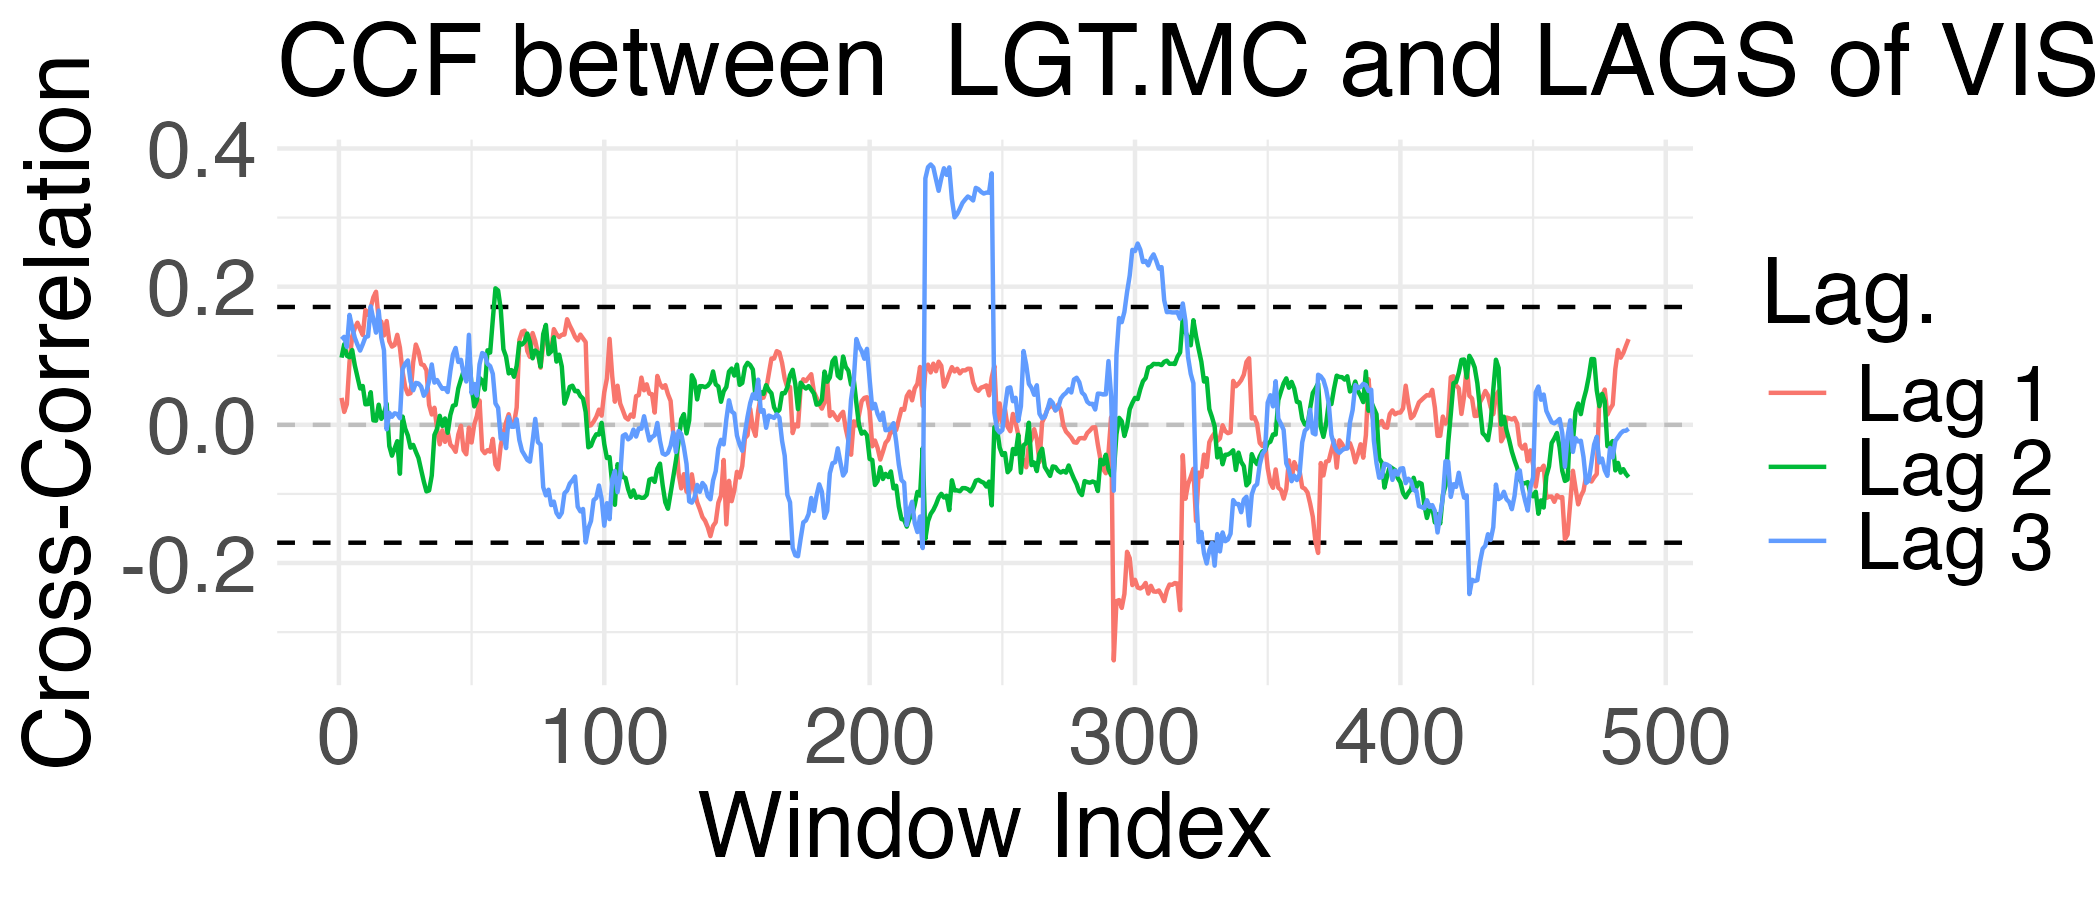 CCF between  LGT.MC and LAGS of VIS
Cross-Correlation
0.4
0.2
0.0
-0.2
0 100 200 300 400 500
Window Index
Lag.
Lag 1
Lag 2
Lag 3